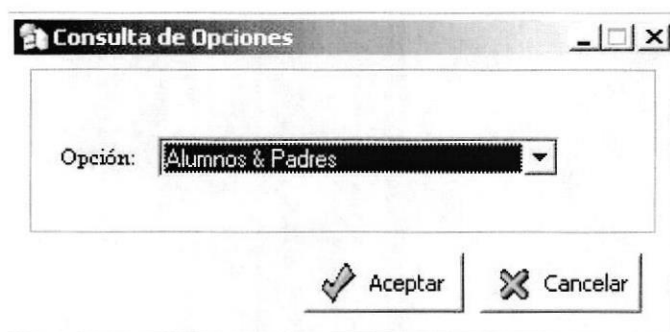 Consulta de Opciones
Opción: Alumnos & Padres
Aceptar Cancelar